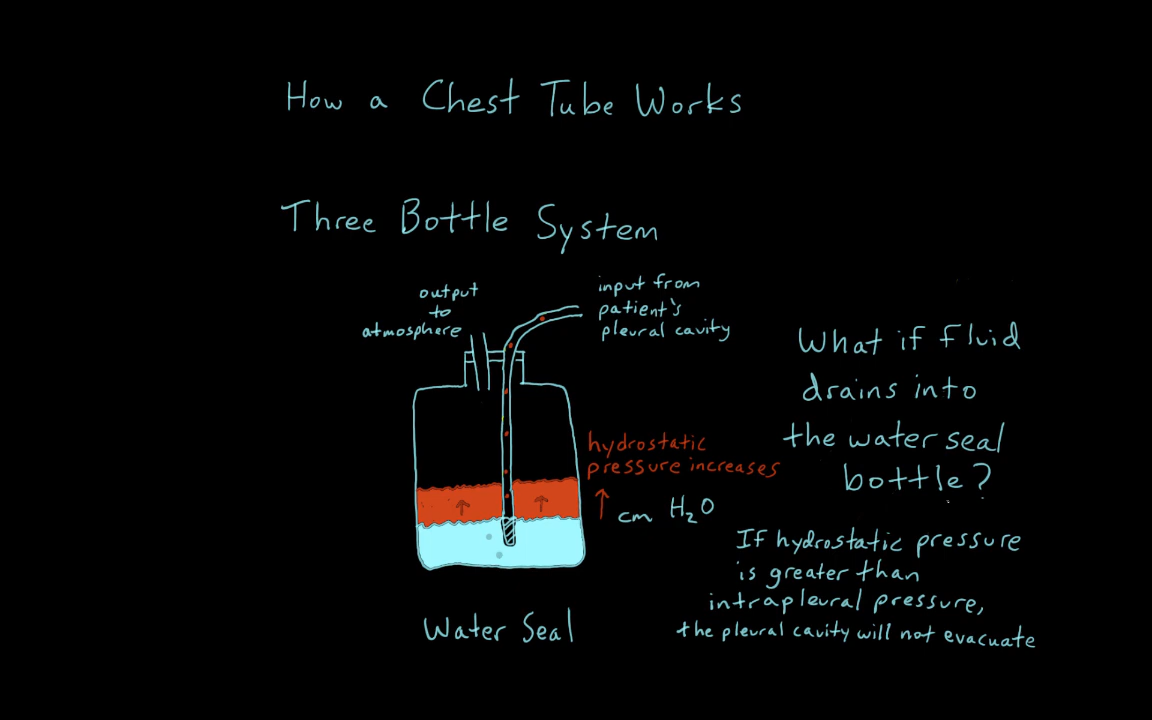 How a Chest Tube Works
Three Bottle System
output
to
atmosphere
input from
patient's
pleural cavity
hydrostatic
pressure increases
↑ cm H₂O
Water Seal
What if fluid
drains into
the water seal
bottle?
If hydrostatic pressure
is greater than
intrapleural pressure,
the pleural cavity will not evacuate